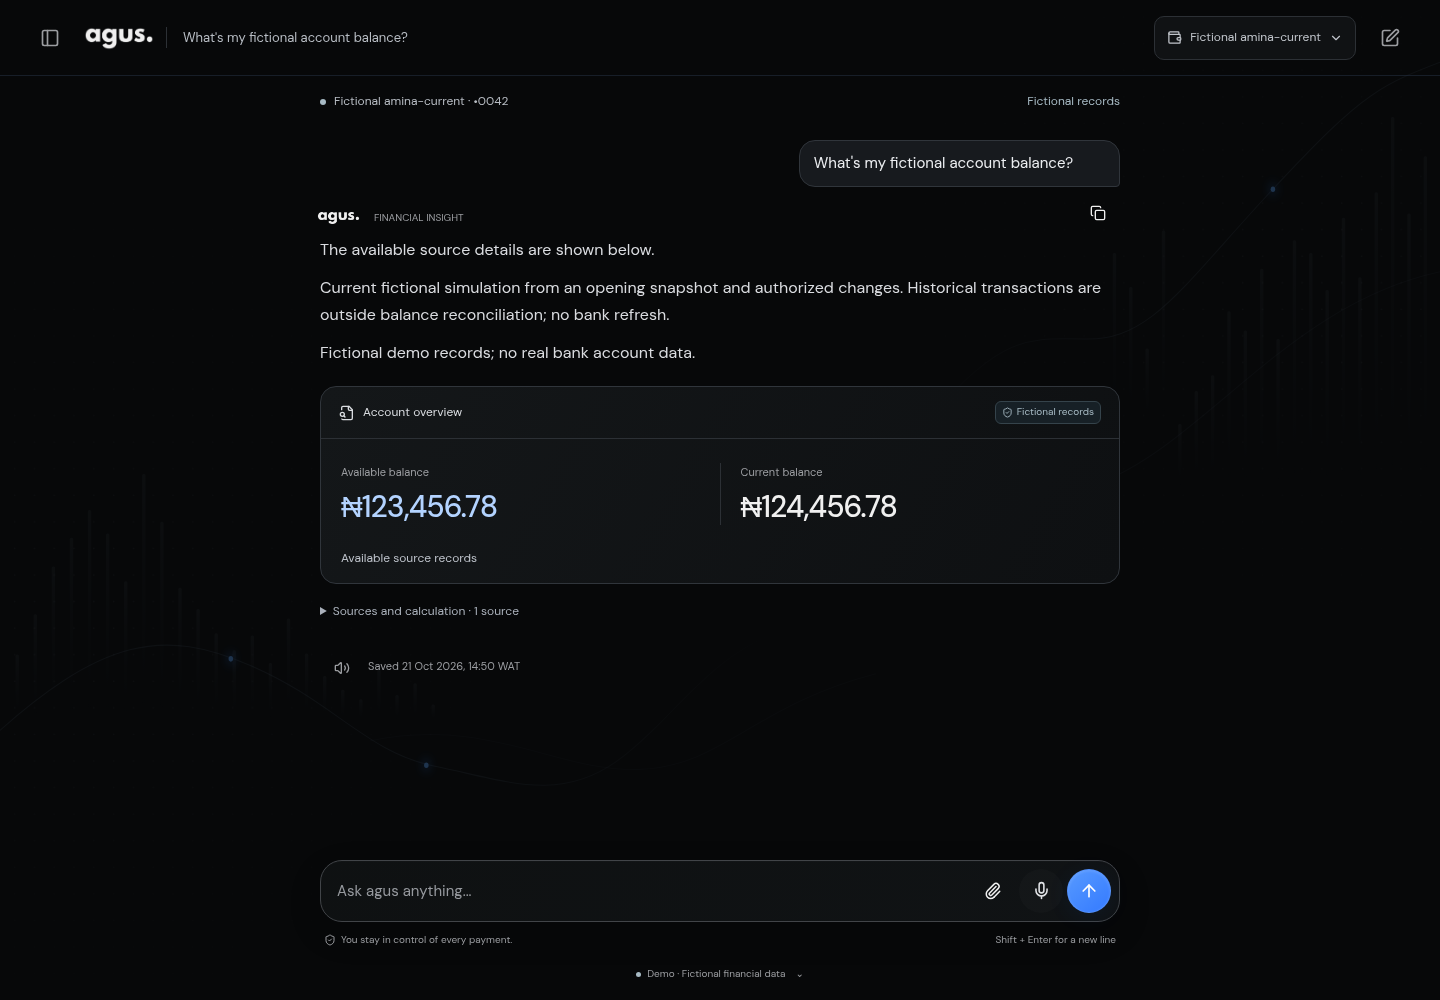 agus.
What's my fictional account balance?
Fictional amina-current
Fictional amina-current · •0042
Fictional records
What's my fictional account balance?
agus. FINANCIAL INSIGHT
The available source details are shown below.
Current fictional simulation from an opening snapshot and authorized changes. Historical transactions are
outside balance reconciliation; no bank refresh.
Fictional demo records; no real bank account data.
Account overview
Fictional records
Available balance
₦123,456.78
Current balance
₦124,456.78
Available source records
Sources and calculation · 1 source
Saved 21 Oct 2026, 14:50 WAT
Ask agus anything...
You stay in control of every payment.
Shift + Enter for a new line
Demo · Fictional financial data